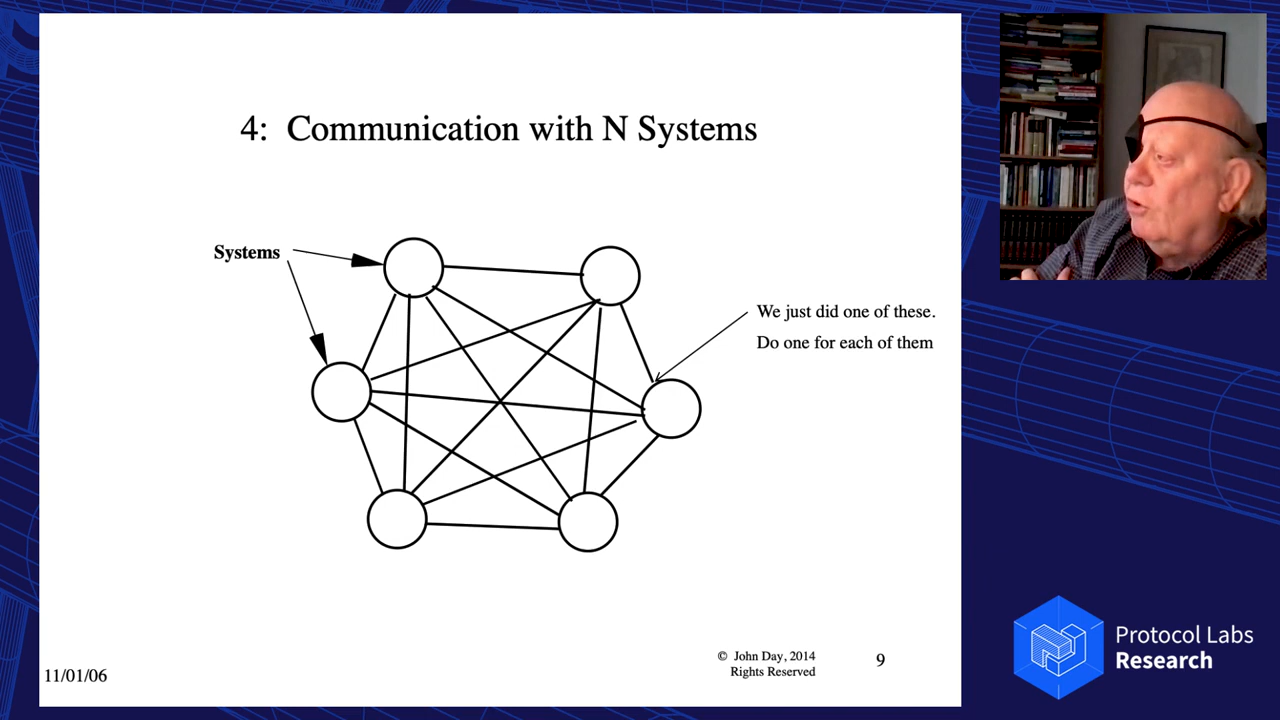 4: Communication with N Systems
Systems
We just did one of these.
Do one for each of them
11/01/06
© John Day, 2014
Rights Reserved
9
Protocol Labs
Research